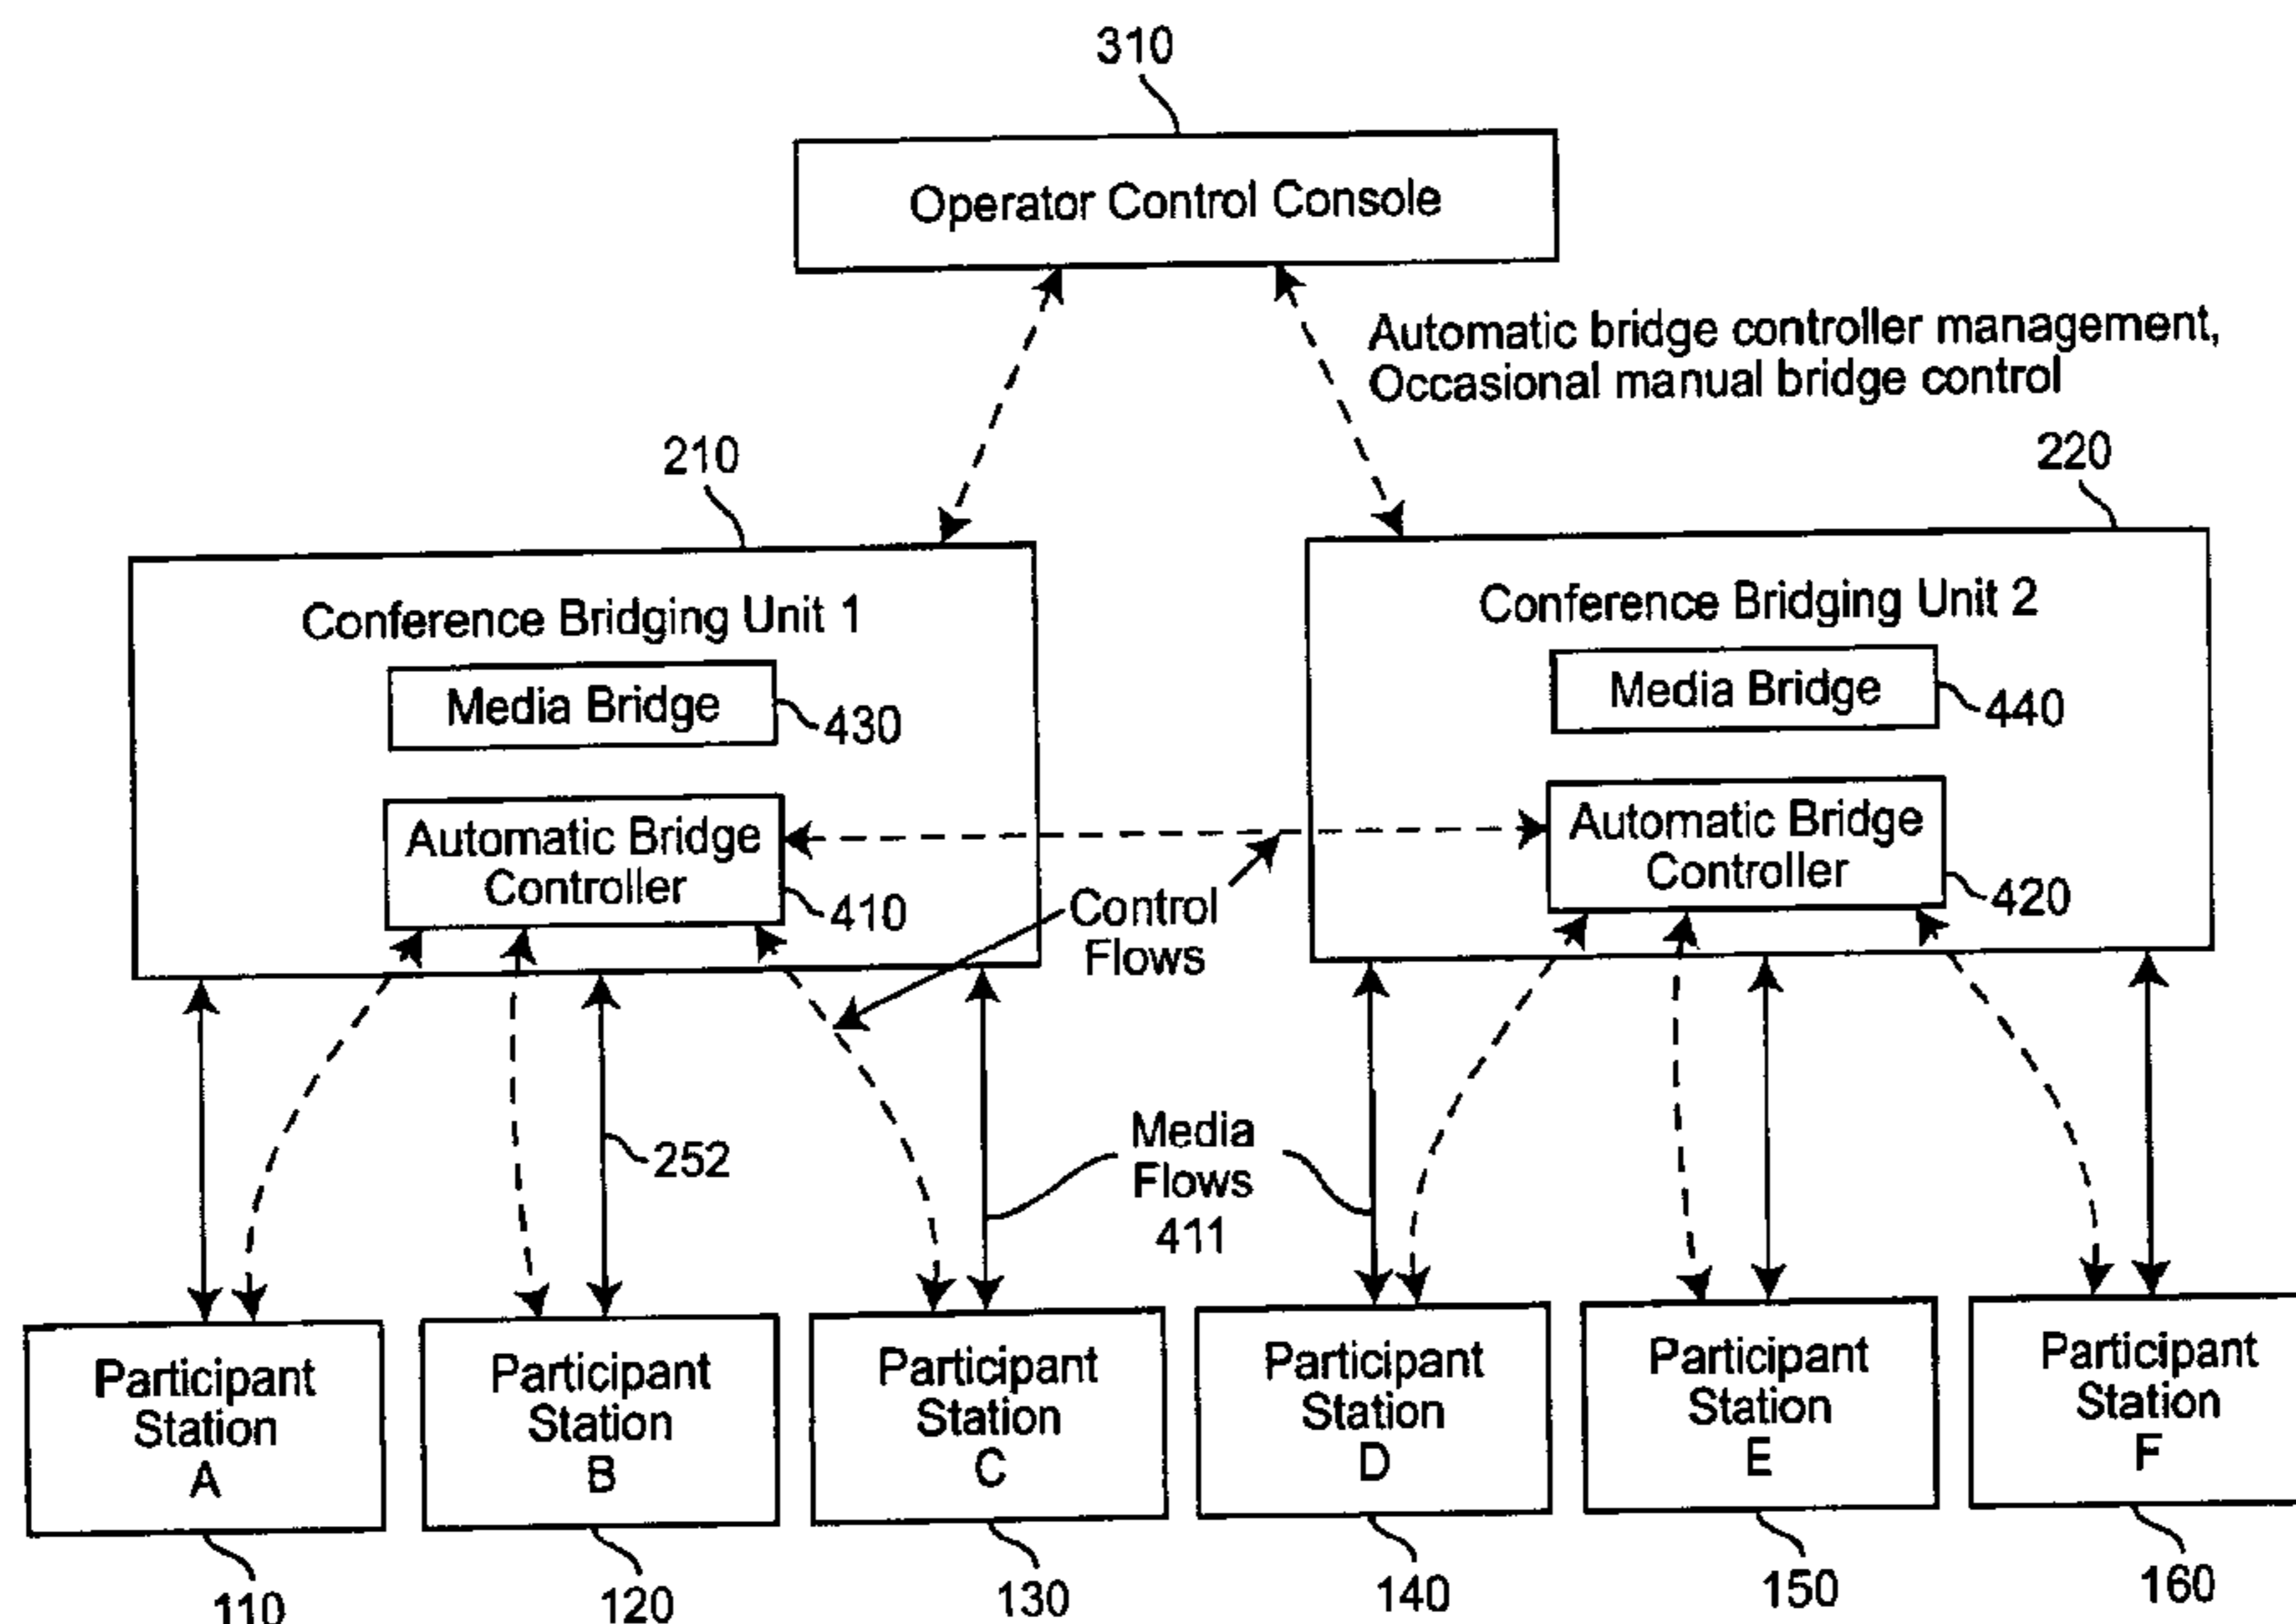 310
Operator Control Console
Automatic bridge controller management,
Occasional manual bridge control
210
220
Conference Bridging Unit 1
Conference Bridging Unit 2
Media Bridge
430
Media Bridge
440
Automatic Bridge
Controller
410
Automatic Bridge
Controller
420
Control
Flows
252
Media
Flows
411
Participant
Station
A
Participant
Station
B
Participant
Station
C
Participant
Station
D
Participant
Station
E
Participant
Station
F
110
120
130
140
150
160